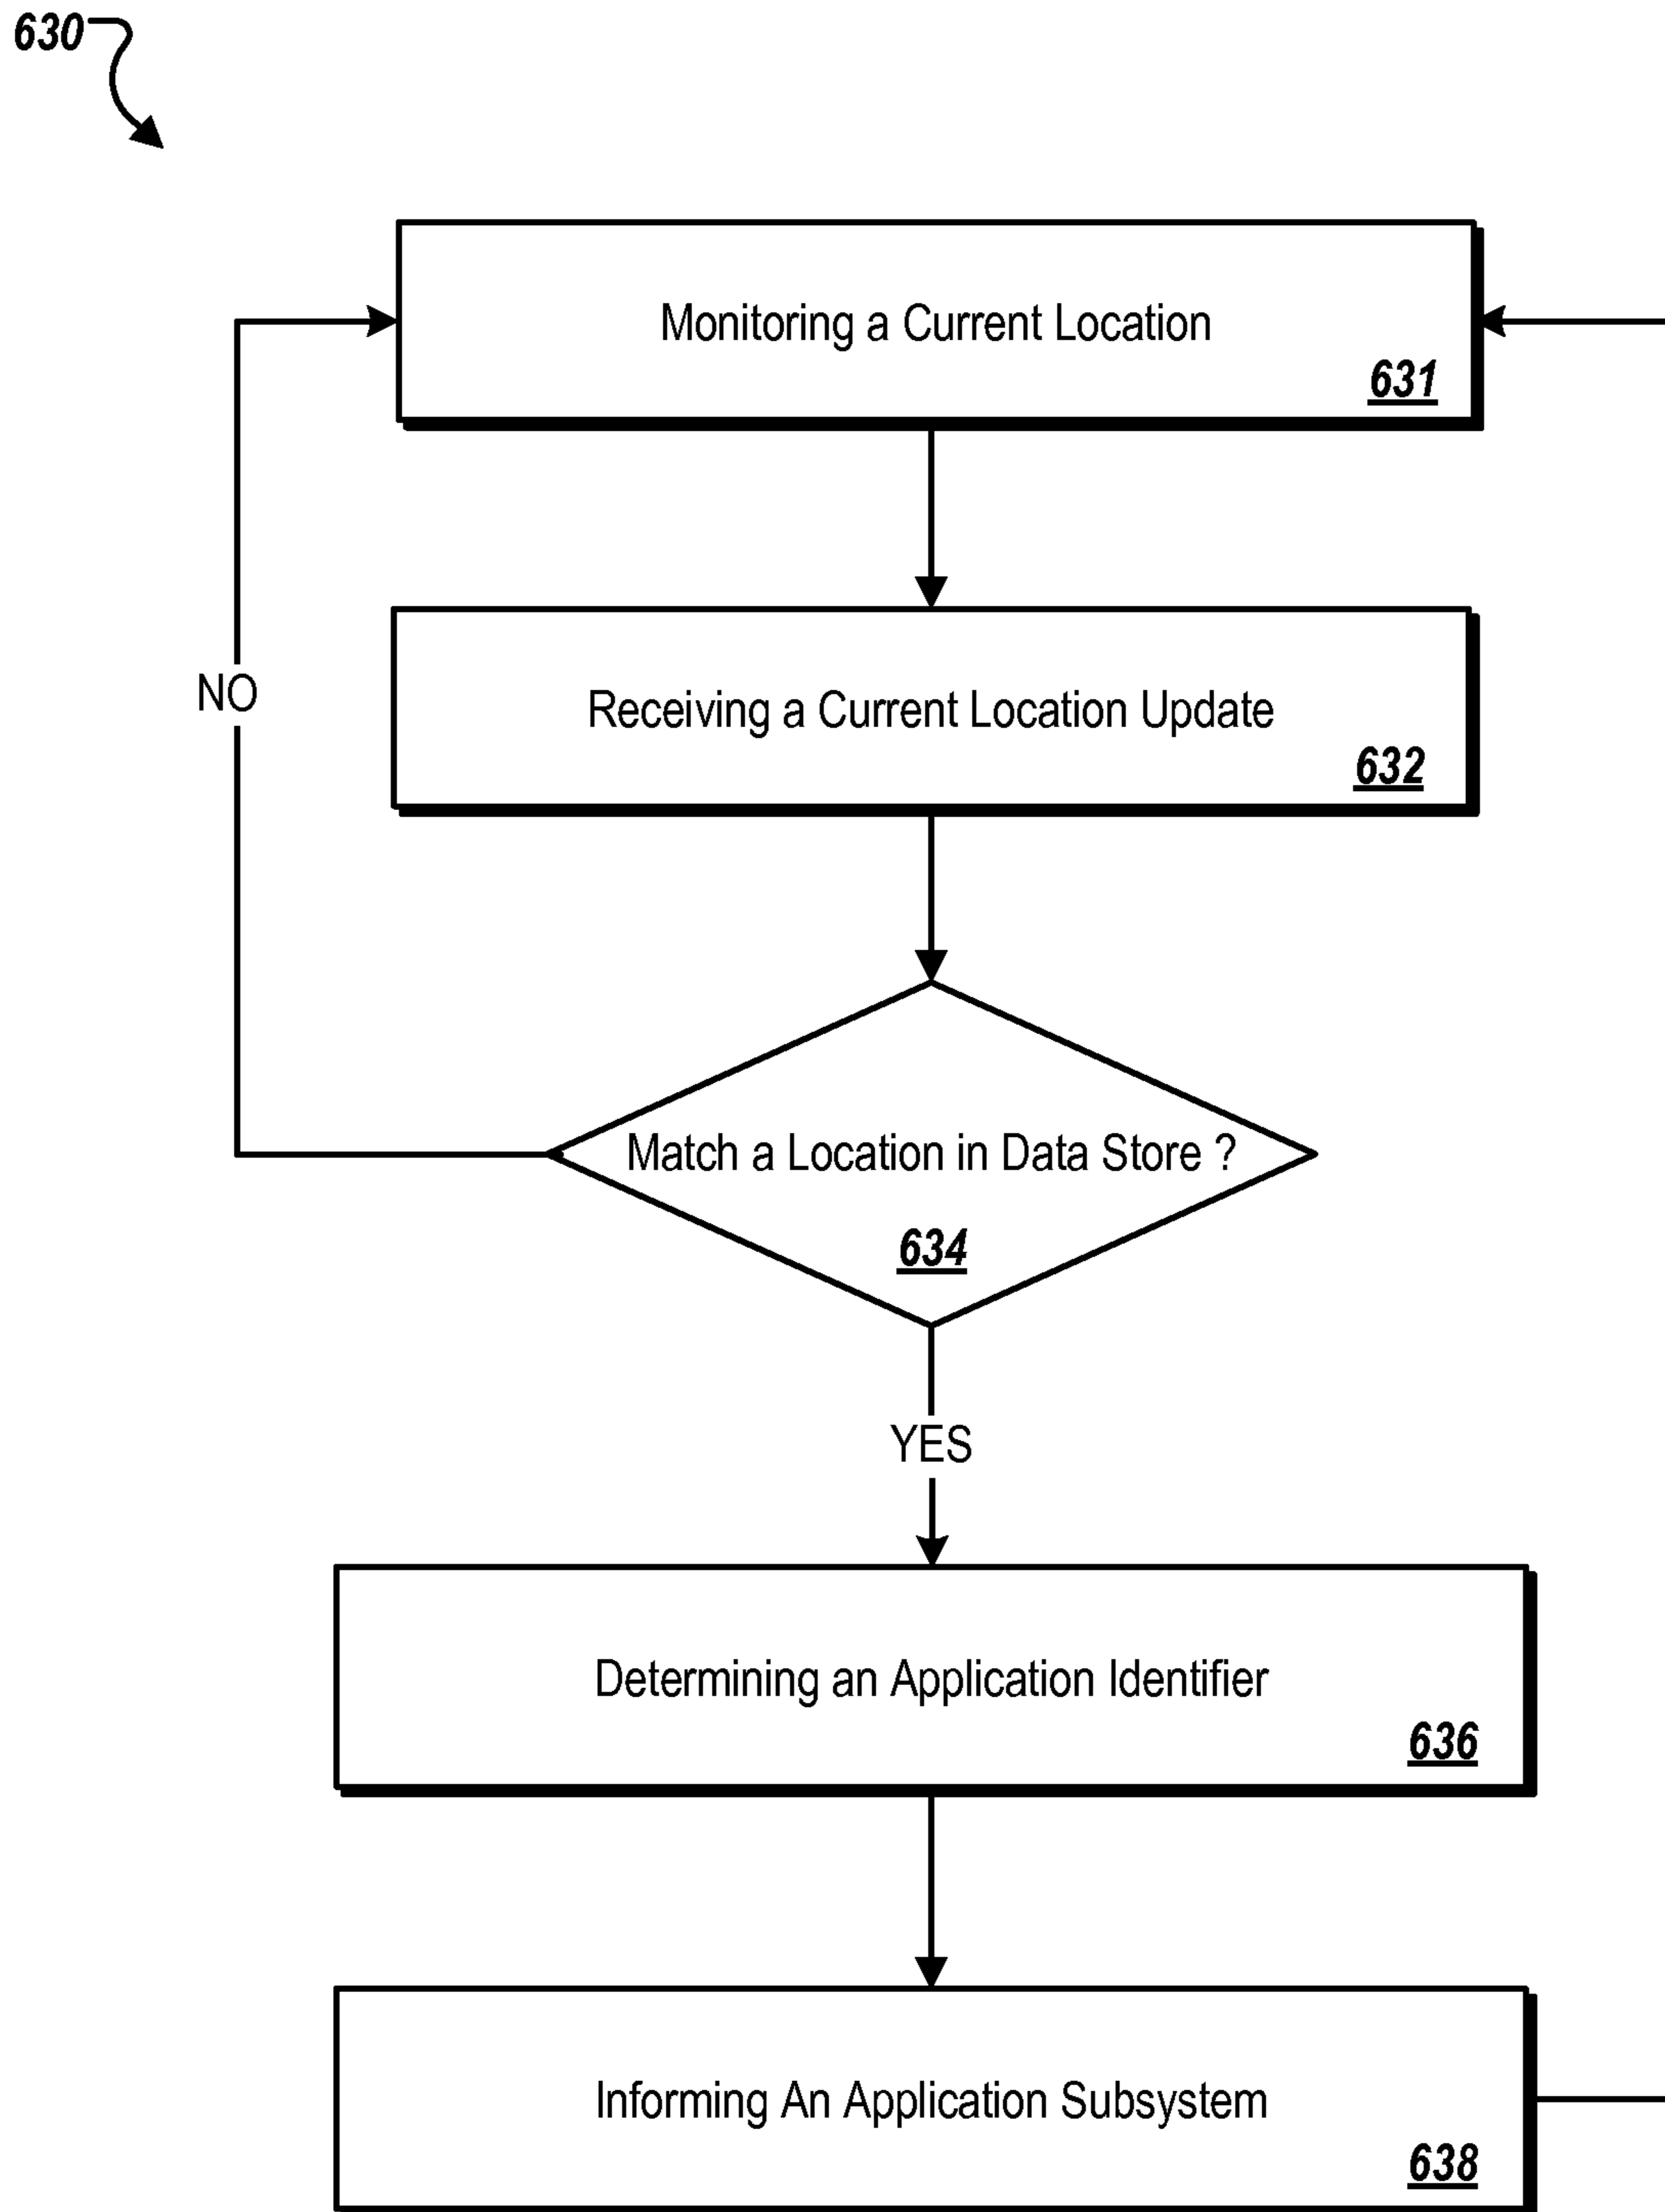 630
Monitoring a Current Location
631
Receiving a Current Location Update
632
NO
Match a Location in Data Store ?
634
YES
Determining an Application Identifier
636
Informing An Application Subsystem
638